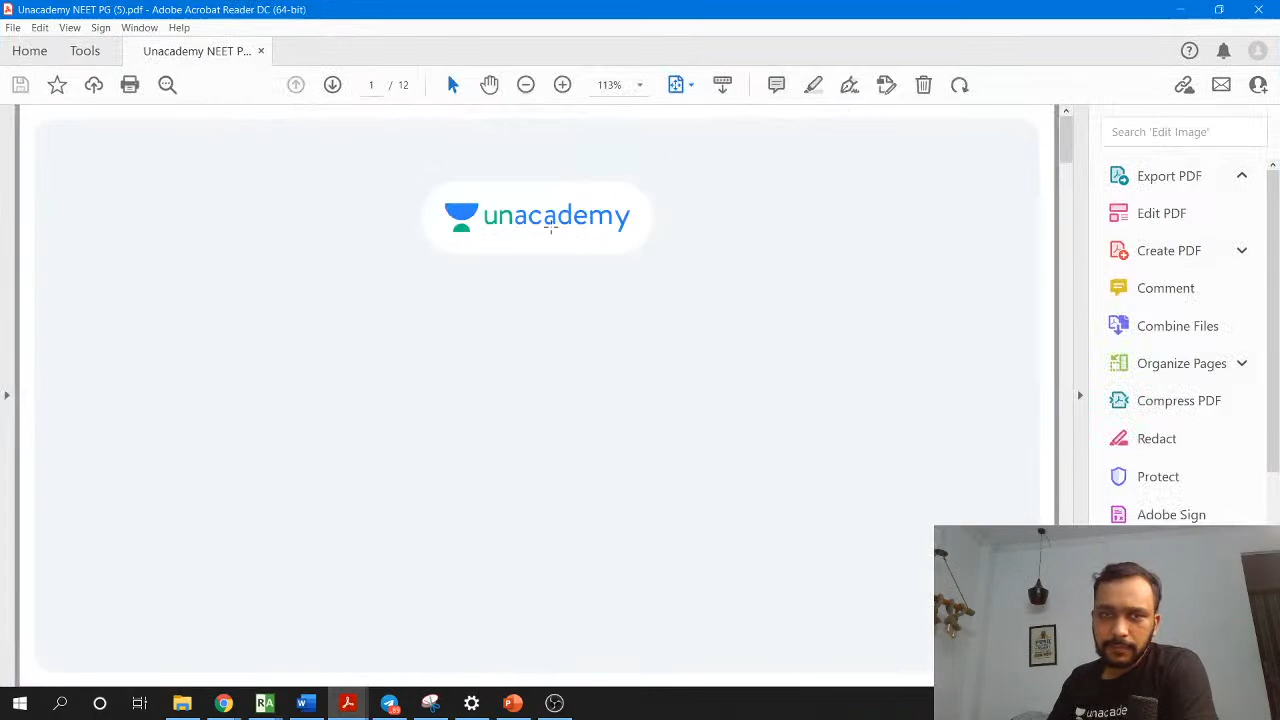 Unacademy NEET PG (5).pdf - Adobe Acrobat Reader DC (64-bit)
File Edit View Sign Window Help
Home Tools Unacademy NEET P... ×
1 / 12 113%
Search 'Edit Image'
unacademy
Export PDF
Edit PDF
Create PDF
Comment
Combine Files
Organize Pages
Compress PDF
Redact
Protect
Adobe Sign
unacade
RA